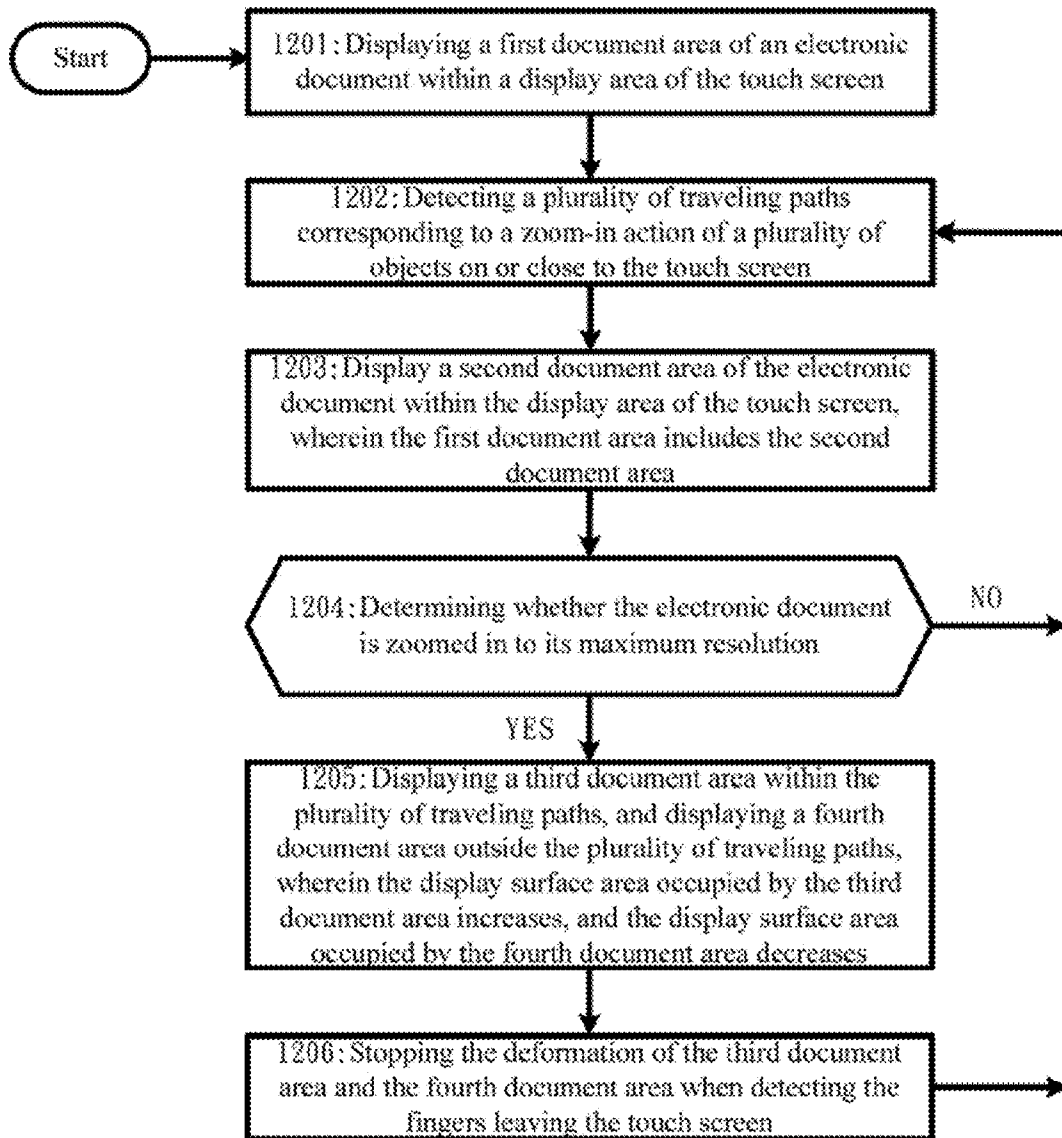 Start
1201:Displaying a first document area of an electronic
document within a display area of the touch screen
1202:Detecting a plurality of traveling paths
corresponding to a zoom-in action of a plurality of
objects on or close to the touch screen
1203:Display a second document area of the electronic
document within the display area of the touch screen,
wherein the first document area includes the second
document area
1204:Determining whether the electronic document
is zoomed in to its maximum resolution
NO
YES
1205:Displaying a third document area within the
plurality of traveling paths, and displaying a fourth
document area outside the plurality of traveling paths,
wherein the display surface area occupied by the third
document area increases, and the display surface area
occupied by the fourth document area decreases
1206:Stopping the deformation of the third document
area and the fourth document area when detecting the
fingers leaving the touch screen